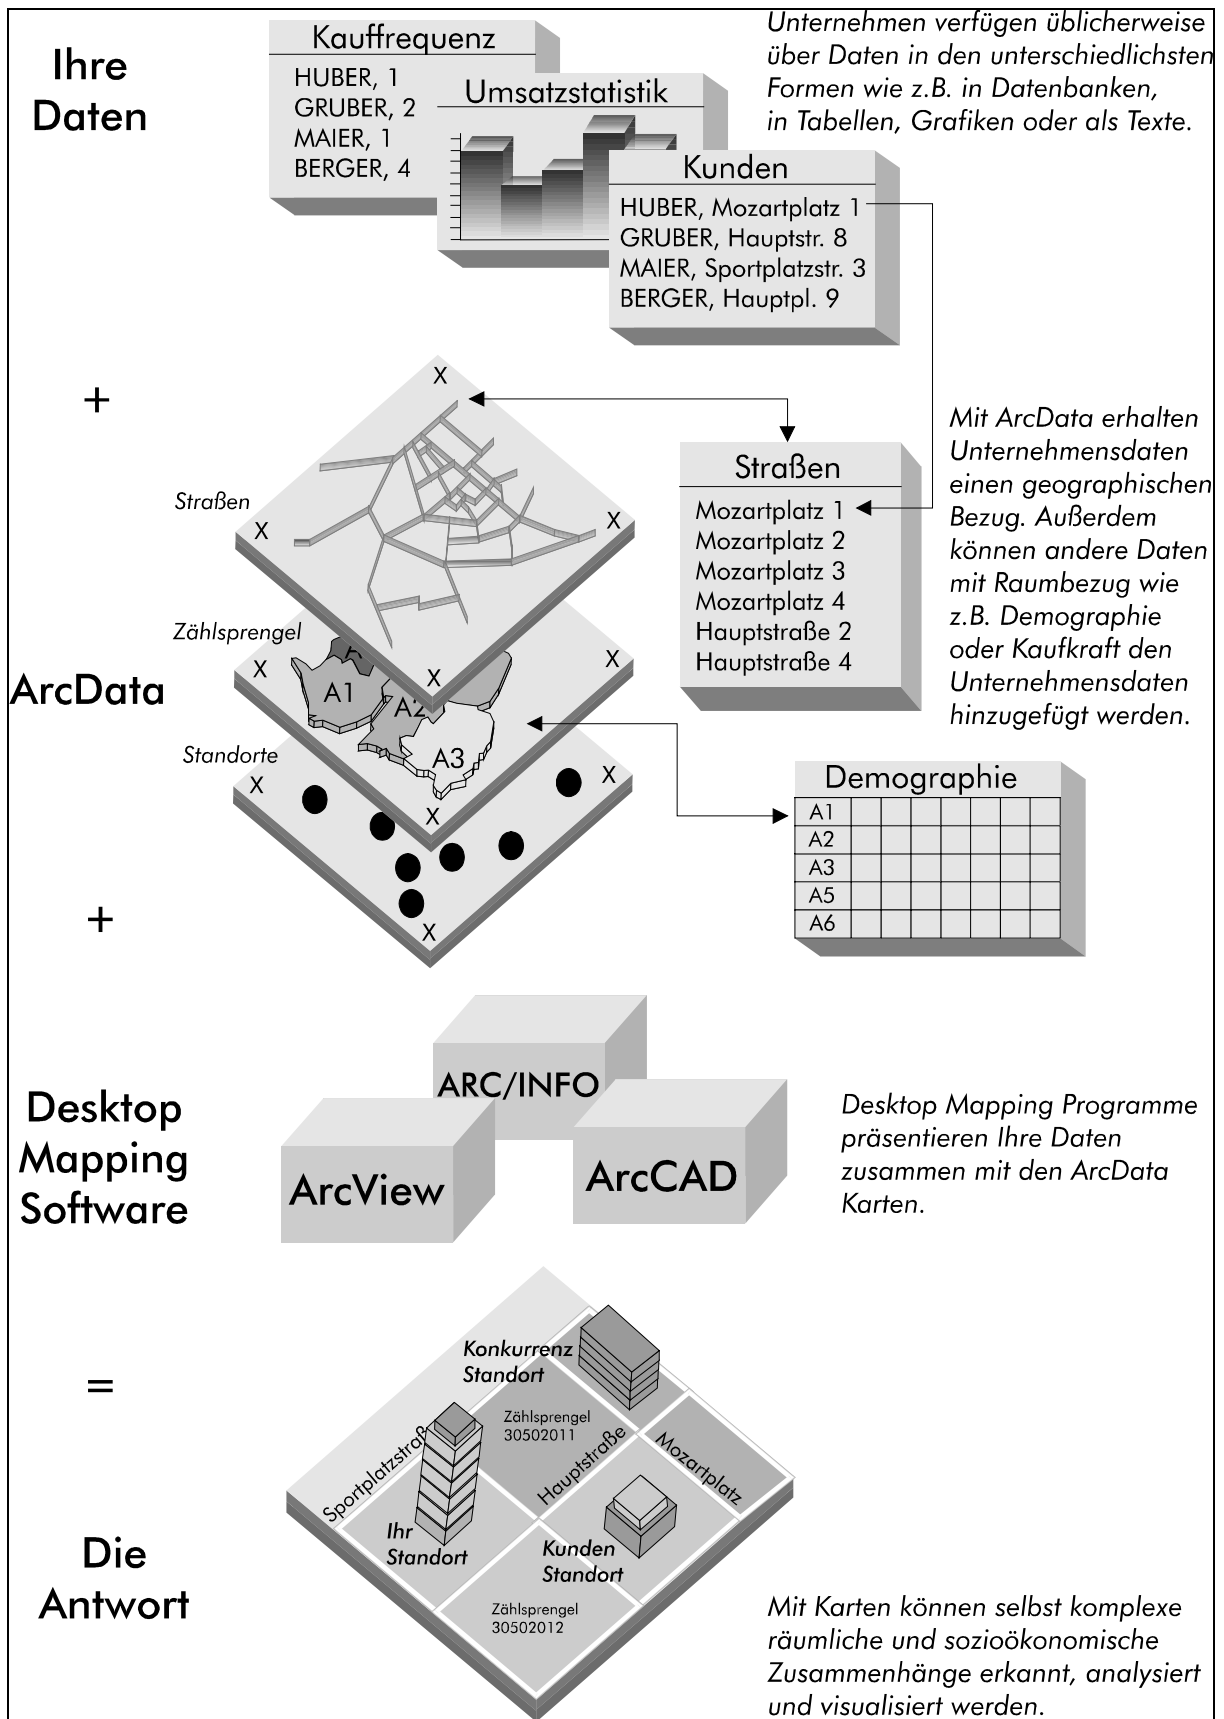 Ihre
Daten
Kauffrequenz
HUBER, 1
GRUBER, 2
MAIER, 1
BERGER, 4
Umsatzstatistik
Kunden
HUBER, Mozartplatz 1
GRUBER, Hauptstr. 8
MAIER, Sportplatzstr. 3
BERGER, Hauptpl. 9
Unternehmen verfügen üblicherweise
über Daten in den unterschiedlichsten
Formen wie z.B. in Datenbanken,
in Tabellen, Grafiken oder als Texte.
+
ArcData
Straßen
X
X
X
X
Zählsprengel
X
X
X
A1
A2
A3
Standorte
X
X
X
Straßen
Mozartplatz 1
Mozartplatz 2
Mozartplatz 3
Mozartplatz 4
Hauptstraße 2
Hauptstraße 4
Mit ArcData erhalten
Unternehmensdaten
einen geographischen
Bezug. Außerdem
können andere Daten
mit Raumbezug wie
z.B. Demographie
oder Kaufkraft den
Unternehmensdaten
hinzugefügt werden.
Demographie
A1
A2
A3
A5
A6
+
Desktop
Mapping
Software
ARC/INFO
ArcView
ArcCAD
Desktop Mapping Programme
präsentieren Ihre Daten
zusammen mit den ArcData
Karten.
=
Die
Antwort
Konkurrenz
Standort
Zählsprengel
30502011
Sportplatzstraß
Hauptstraße
Mozartplatz
Ihr
Standort
Kunden
Standort
Zählsprengel
30502012
Mit Karten können selbst komplexe
räumliche und sozioökonomische
Zusammenhänge erkannt, analysiert
und visualisiert werden.